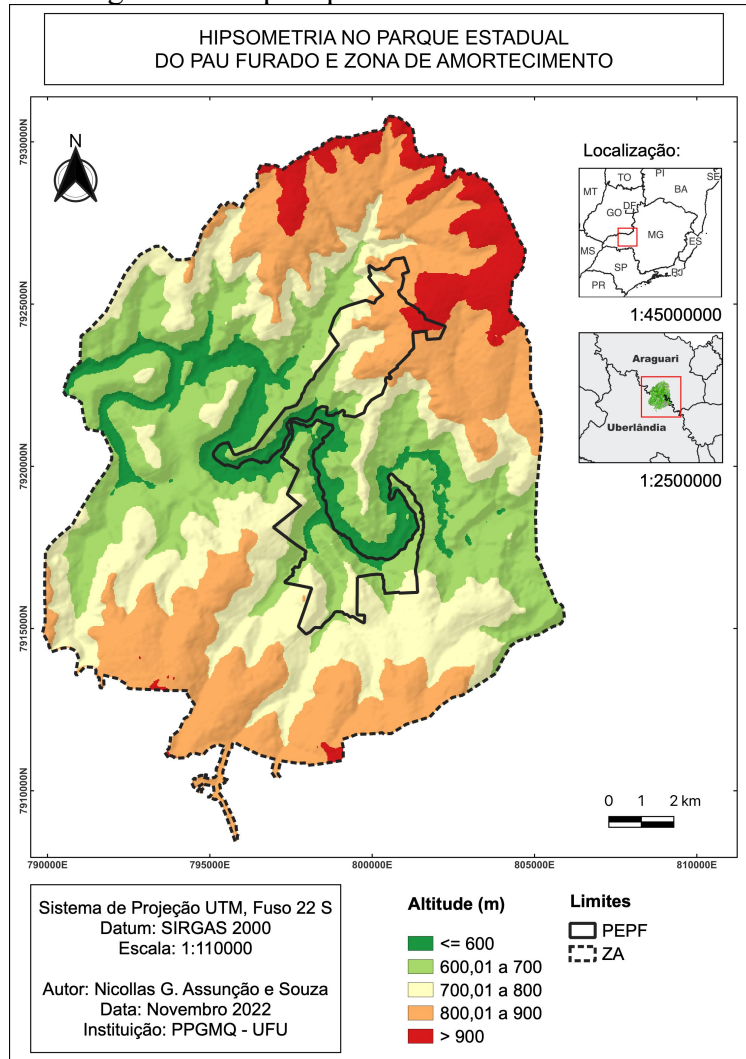 HIPSOMETRIA NO PARQUE ESTADUAL
DO PAU FURADO E ZONA DE AMORTECIMENTO
N
7930000N
7925000N
7920000N
7915000N
7910000N
790000E
795000E
800000E
805000E
810000E
Localização:
MT
TO
PI
BA
SE
GO
DF
MG
ES
MS
SP
RJ
PR
1:45000000
Araguari
Uberlândia
1:2500000
0 1 2 km
Sistema de Projeção UTM, Fuso 22 S
Datum: SIRGAS 2000
Escala: 1:110000
Autor: Nicollas G. Assunção e Souza
Data: Novembro 2022
Instituição: PPGMQ - UFU
Altitude (m)
<= 600
600,01 a 700
700,01 a 800
800,01 a 900
> 900
Limites
PEPF
ZA